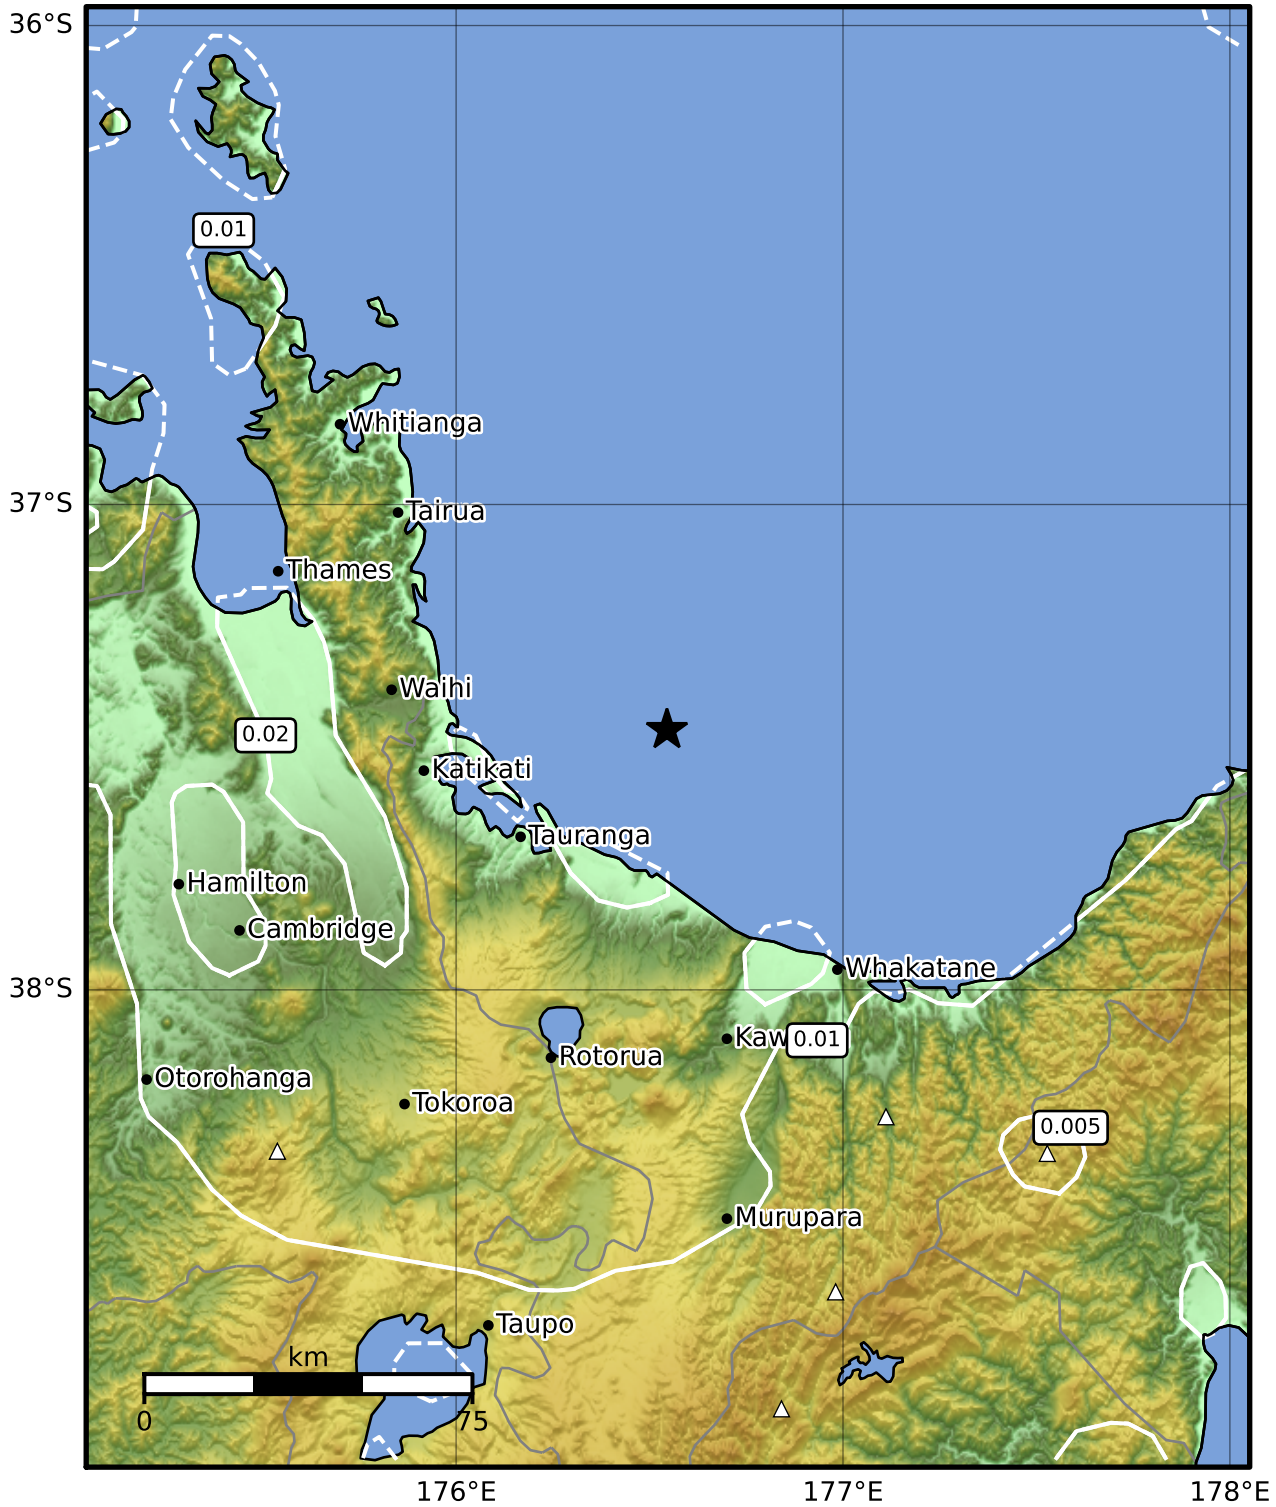 36°S
0.01
Whitianga
37°S
Tairua
Thames
Waihi
0.02
Katikati
Tauranga
Hamilton
Cambridge
Whakatane
38°S
Kaw
0.01
Rotorua
Otorohanga
Tokoroa
0.005
Murupara
Taupo
km
0
75
176°E
177°E
178°E